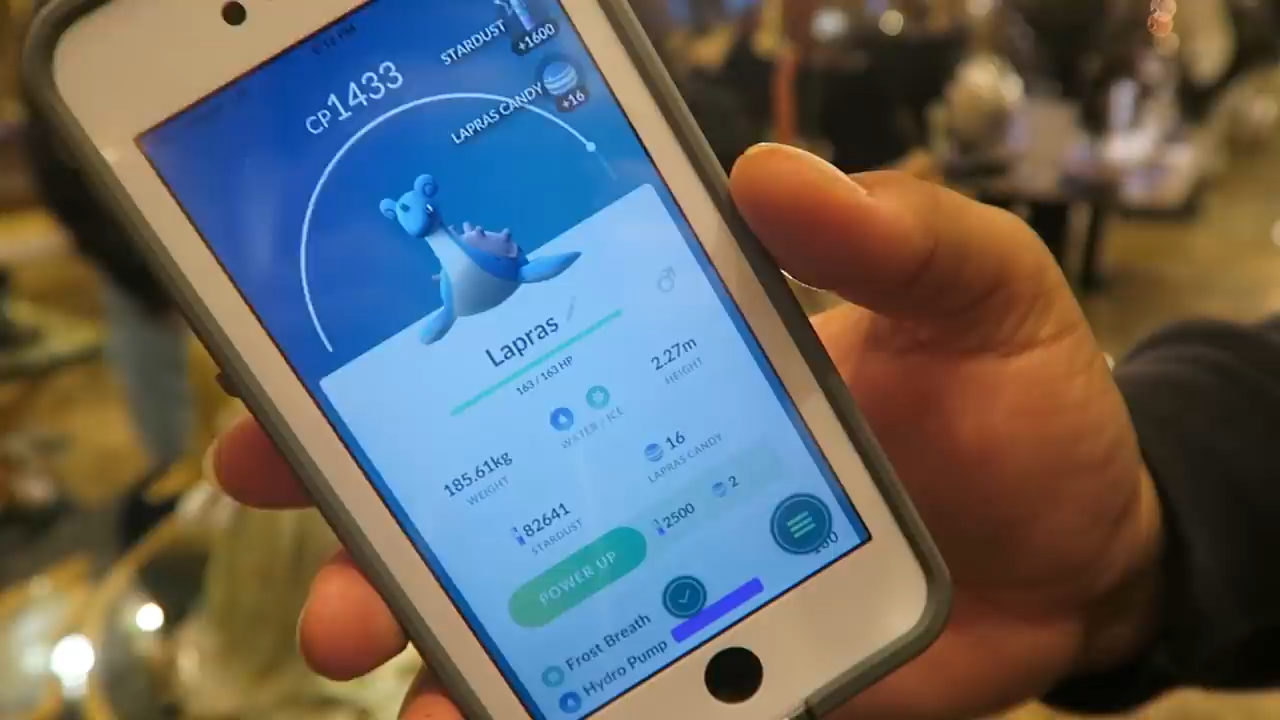 STARDUST
+1600
CP1433
LAPRAS CANDY
+16
Lapras
163 / 163 HP
WATER / ICE
2.27m
HEIGHT
185.61kg
WEIGHT
16
LAPRAS CANDY
82641
STARDUST
POWER UP
2500
2
Frost Breath
Hydro Pump